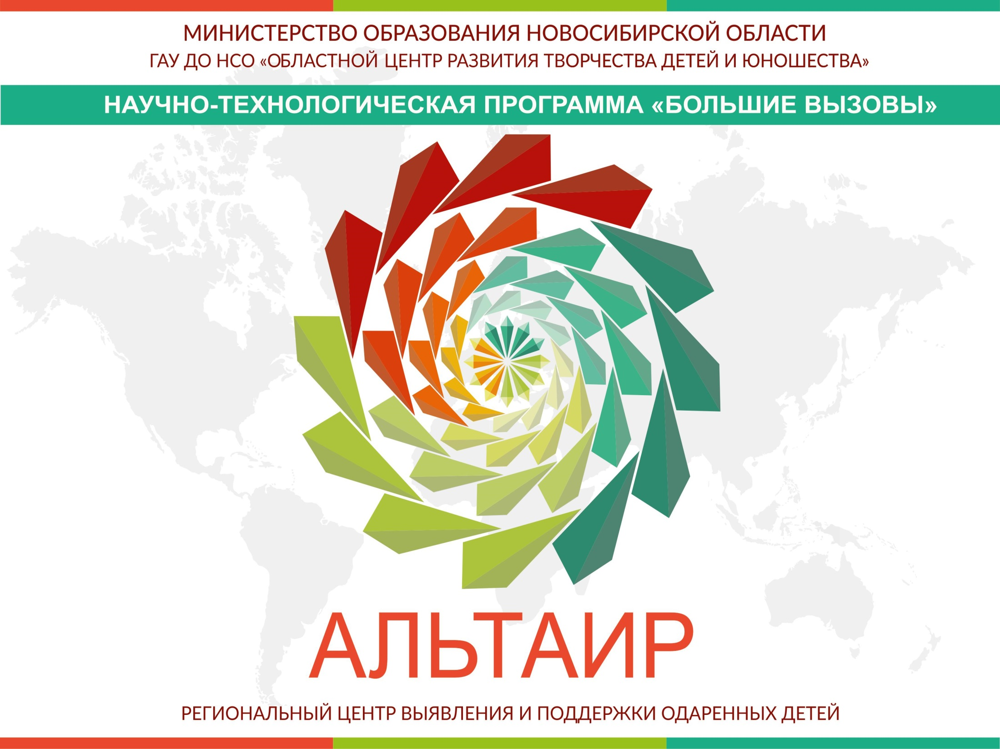 МИНИСТЕРСТВО ОБРАЗОВАНИЯ НОВОСИБИРСКОЙ ОБЛАСТИ
ГАУ ДО НСО «ОБЛАСТНОЙ ЦЕНТР РАЗВИТИЯ ТВОРЧЕСТВА ДЕТЕЙ И ЮНОШЕСТВА»
НАУЧНО-ТЕХНОЛОГИЧЕСКАЯ ПРОГРАММА «БОЛЬШИЕ ВЫЗОВЫ»
АЛЬТАИР
РЕГИОНАЛЬНЫЙ ЦЕНТР ВЫЯВЛЕНИЯ И ПОДДЕРЖКИ ОДАРЕННЫХ ДЕТЕЙ